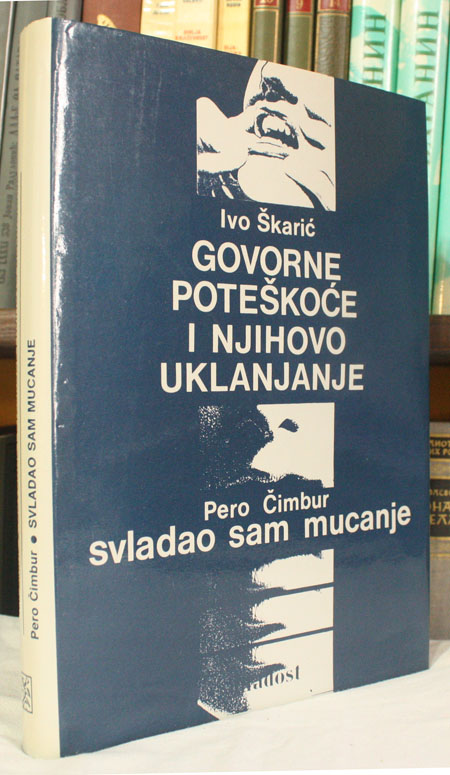 Ivo Škarić
GOVORNE
POTEŠKOĆE
I NJIHOVO
UKLANJANJE
Pero Čimbur
svladao sam mucanje
Pero Čimbur • SVLADAO SAM MUCANJE